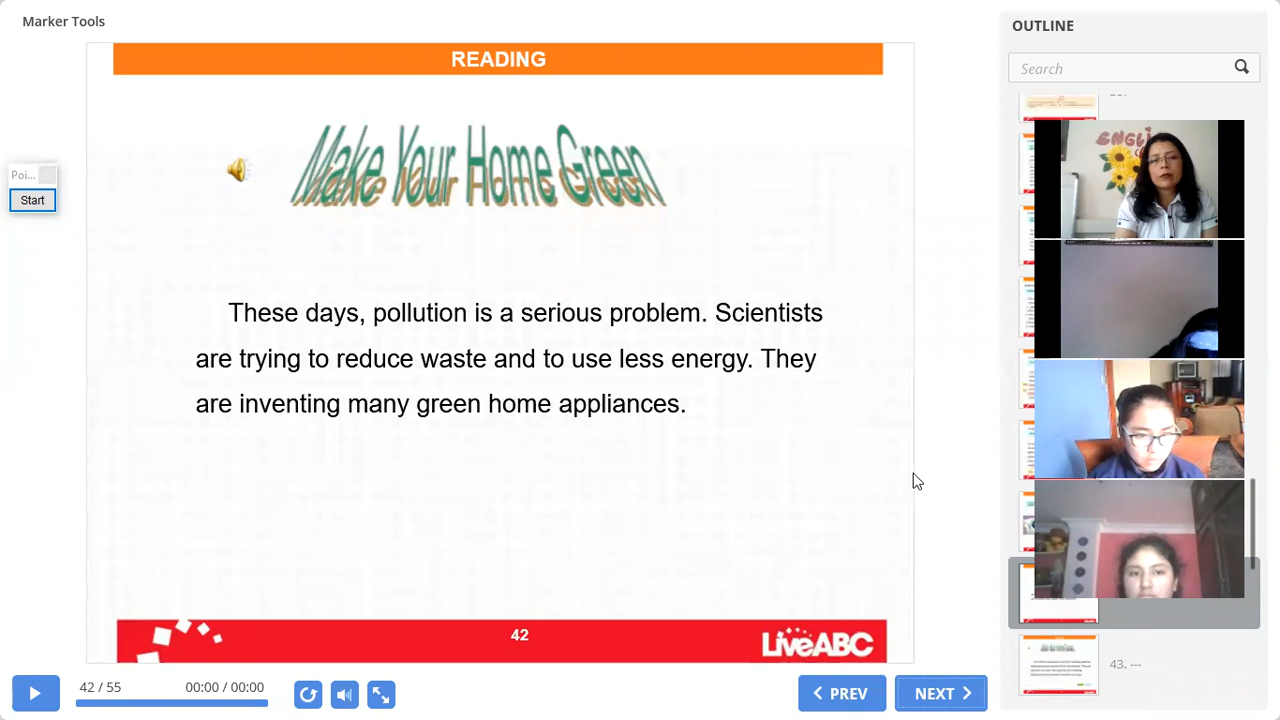 Marker Tools
OUTLINE
READING
Search
Make Your Home Green
Poi...
Start
These days, pollution is a serious problem. Scientists
are trying to reduce waste and to use less energy. They
are inventing many green home appliances.
42
LiveABC
43. ---
42 / 55
00:00 / 00:00
PREV
NEXT